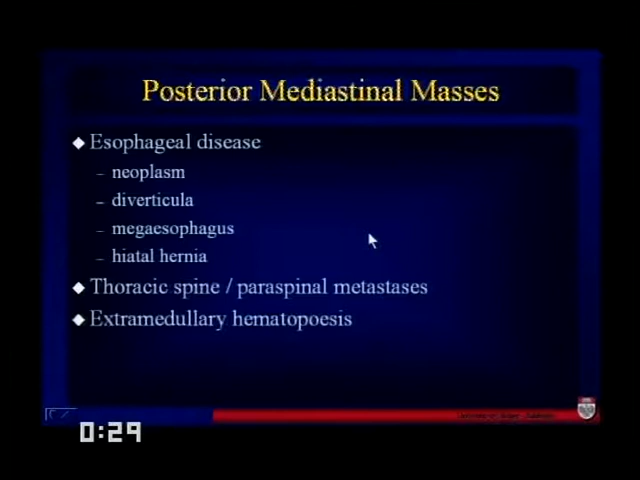 Posterior Mediastinal Masses
◆ Esophageal disease
– neoplasm
– diverticula
– megaesophagus
– hiatal hernia
◆ Thoracic spine / paraspinal metastases
◆ Extramedullary hematopoesis
0:29